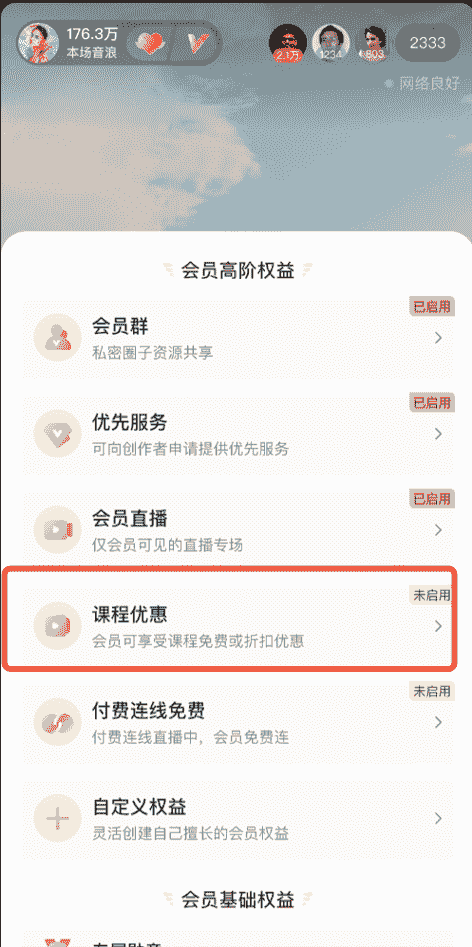 176.3万
本场音浪
2.1万
1234
893
2333
网络良好
会员高阶权益
已启用
会员群
私密圈子资源共享
已启用
优先服务
可向创作者申请提供优先服务
已启用
会员直播
仅会员可见的直播专场
未启用
课程优惠
会员可享受课程免费或折扣优惠
未启用
付费连线免费
付费连线直播中，会员免费连
自定义权益
灵活创建自己擅长的会员权益
会员基础权益